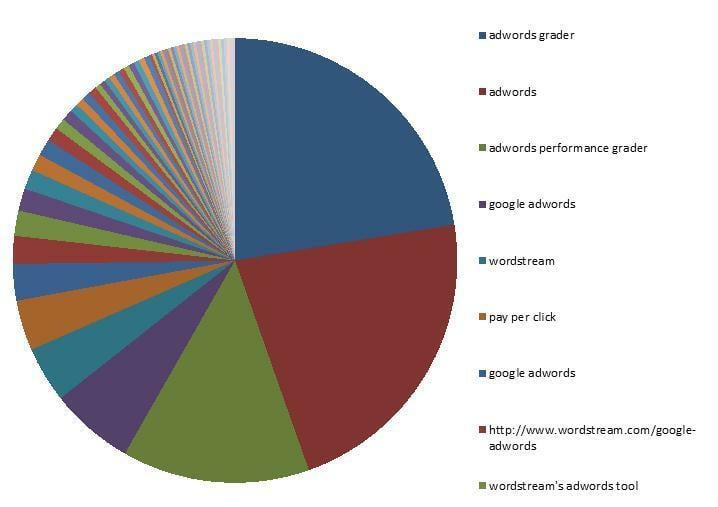 adwords grader
adwords
adwords performance grader
google adwords
wordstream
pay per click
google adwords
http://www.wordstream.com/google-
adwords
wordstream's adwords tool